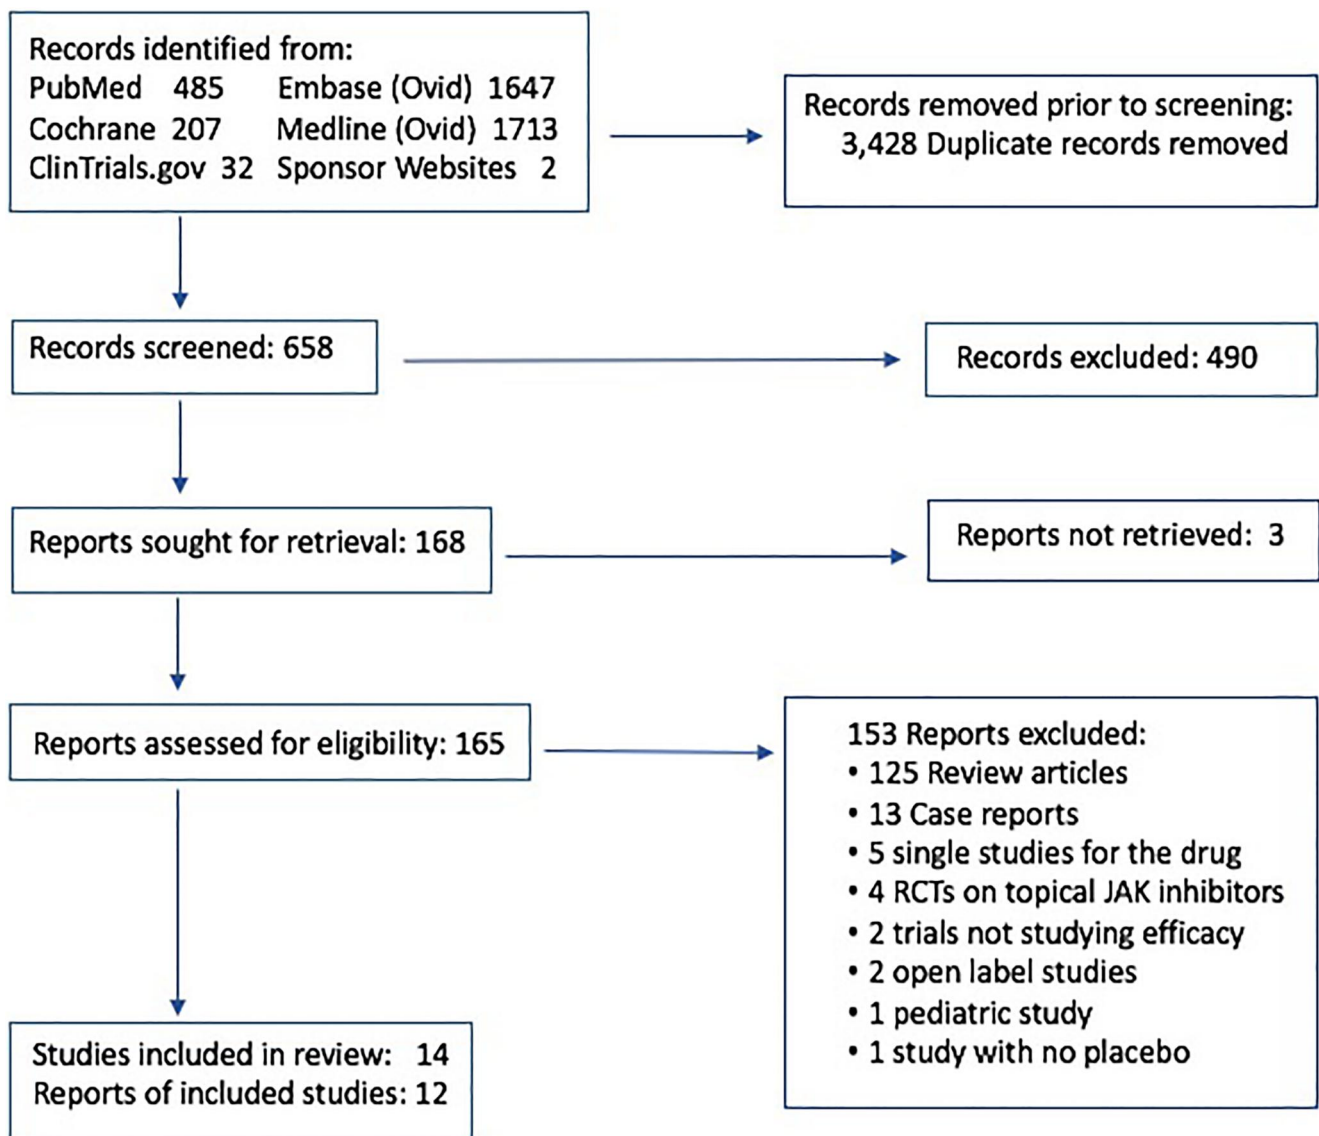 Records identified from:
PubMed 485 Embase (Ovid) 1647
Cochrane 207 Medline (Ovid) 1713
ClinTrials.gov 32 Sponsor Websites 2
Records removed prior to screening:
3,428 Duplicate records removed
Records screened: 658
Records excluded: 490
Reports sought for retrieval: 168
Reports not retrieved: 3
Reports assessed for eligibility: 165
153 Reports excluded:
• 125 Review articles
• 13 Case reports
• 5 single studies for the drug
• 4 RCTs on topical JAK inhibitors
• 2 trials not studying efficacy
• 2 open label studies
• 1 pediatric study
• 1 study with no placebo
Studies included in review: 14
Reports of included studies: 12